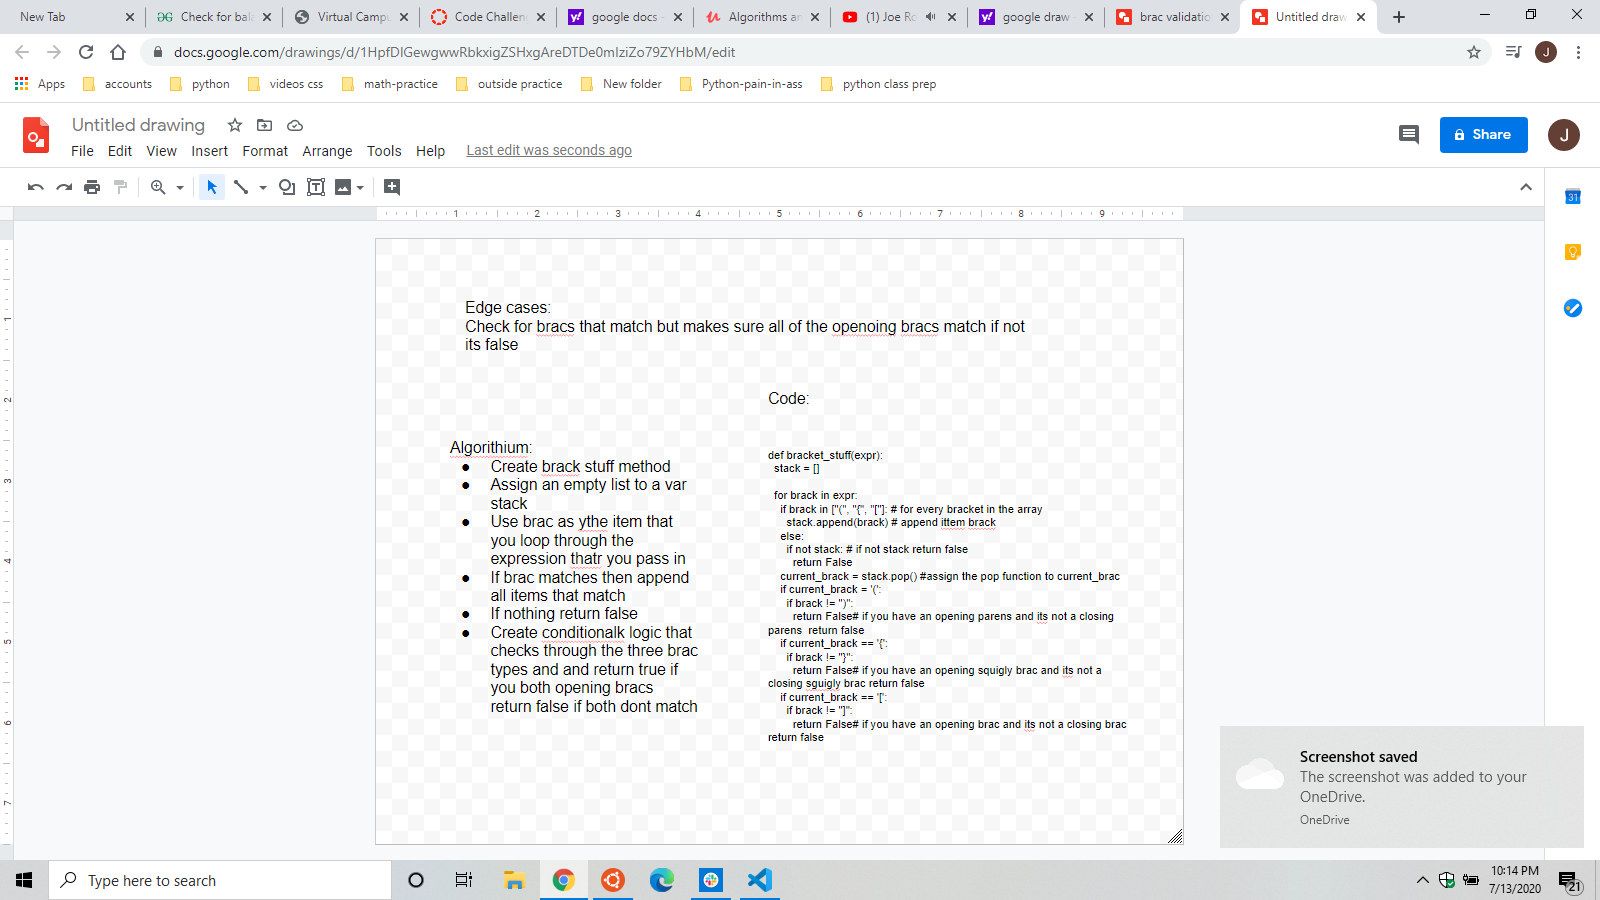 New Tab
Check for bal
Virtual Camp
Code Challen
google docs -
Algorithms an
(1) Joe Ro
google draw -
brac validatio
Untitled draw
docs.google.com/drawings/d/1HpfDIGewgwwRbkxigZSHxgAreDTDe0mIziZo79ZYHbM/edit
J
Apps
accounts
python
videos css
math-practice
outside practice
New folder
Python-pain-in-ass
python class prep
Untitled drawing
File Edit View Insert Format Arrange Tools Help Last edit was seconds ago
Share
J
1 2 3 4 5 6 7 8 9
31
Edge cases:
Check for bracs that match but makes sure all of the openoing bracs match if not
its false
Code:
Algorithium:
● Create brack stuff method
● Assign an empty list to a var
stack
● Use brac as ythe item that
you loop through the
expression thatr you pass in
● If brac matches then append
all items that match
● If nothing return false
● Create conditionalk logic that
checks through the three brac
types and and return true if
you both opening bracs
return false if both dont match
def bracket_stuff(expr):
stack = []
for brack in expr:
if brack in ["(", "{", "["]: # for every bracket in the array
stack.append(brack) # append ittem brack
else:
if not stack: # if not stack return false
return False
current_brack = stack.pop() #assign the pop function to current_brac
if current_brack = '(':
if brack != ")":
return False# if you have an opening parens and its not a closing
parens  return false
if current_brack == '{':
if brack != "}":
return False# if you have an opening squigly brac and its not a
closing sguigly brac return false
if current_brack == '[':
if brack != "]":
return False# if you have an opening brac and its not a closing brac
return false
1
2
3
4
5
6
7
Screenshot saved
The screenshot was added to your
OneDrive.
OneDrive
Type here to search
10:14 PM
7/13/2020
21